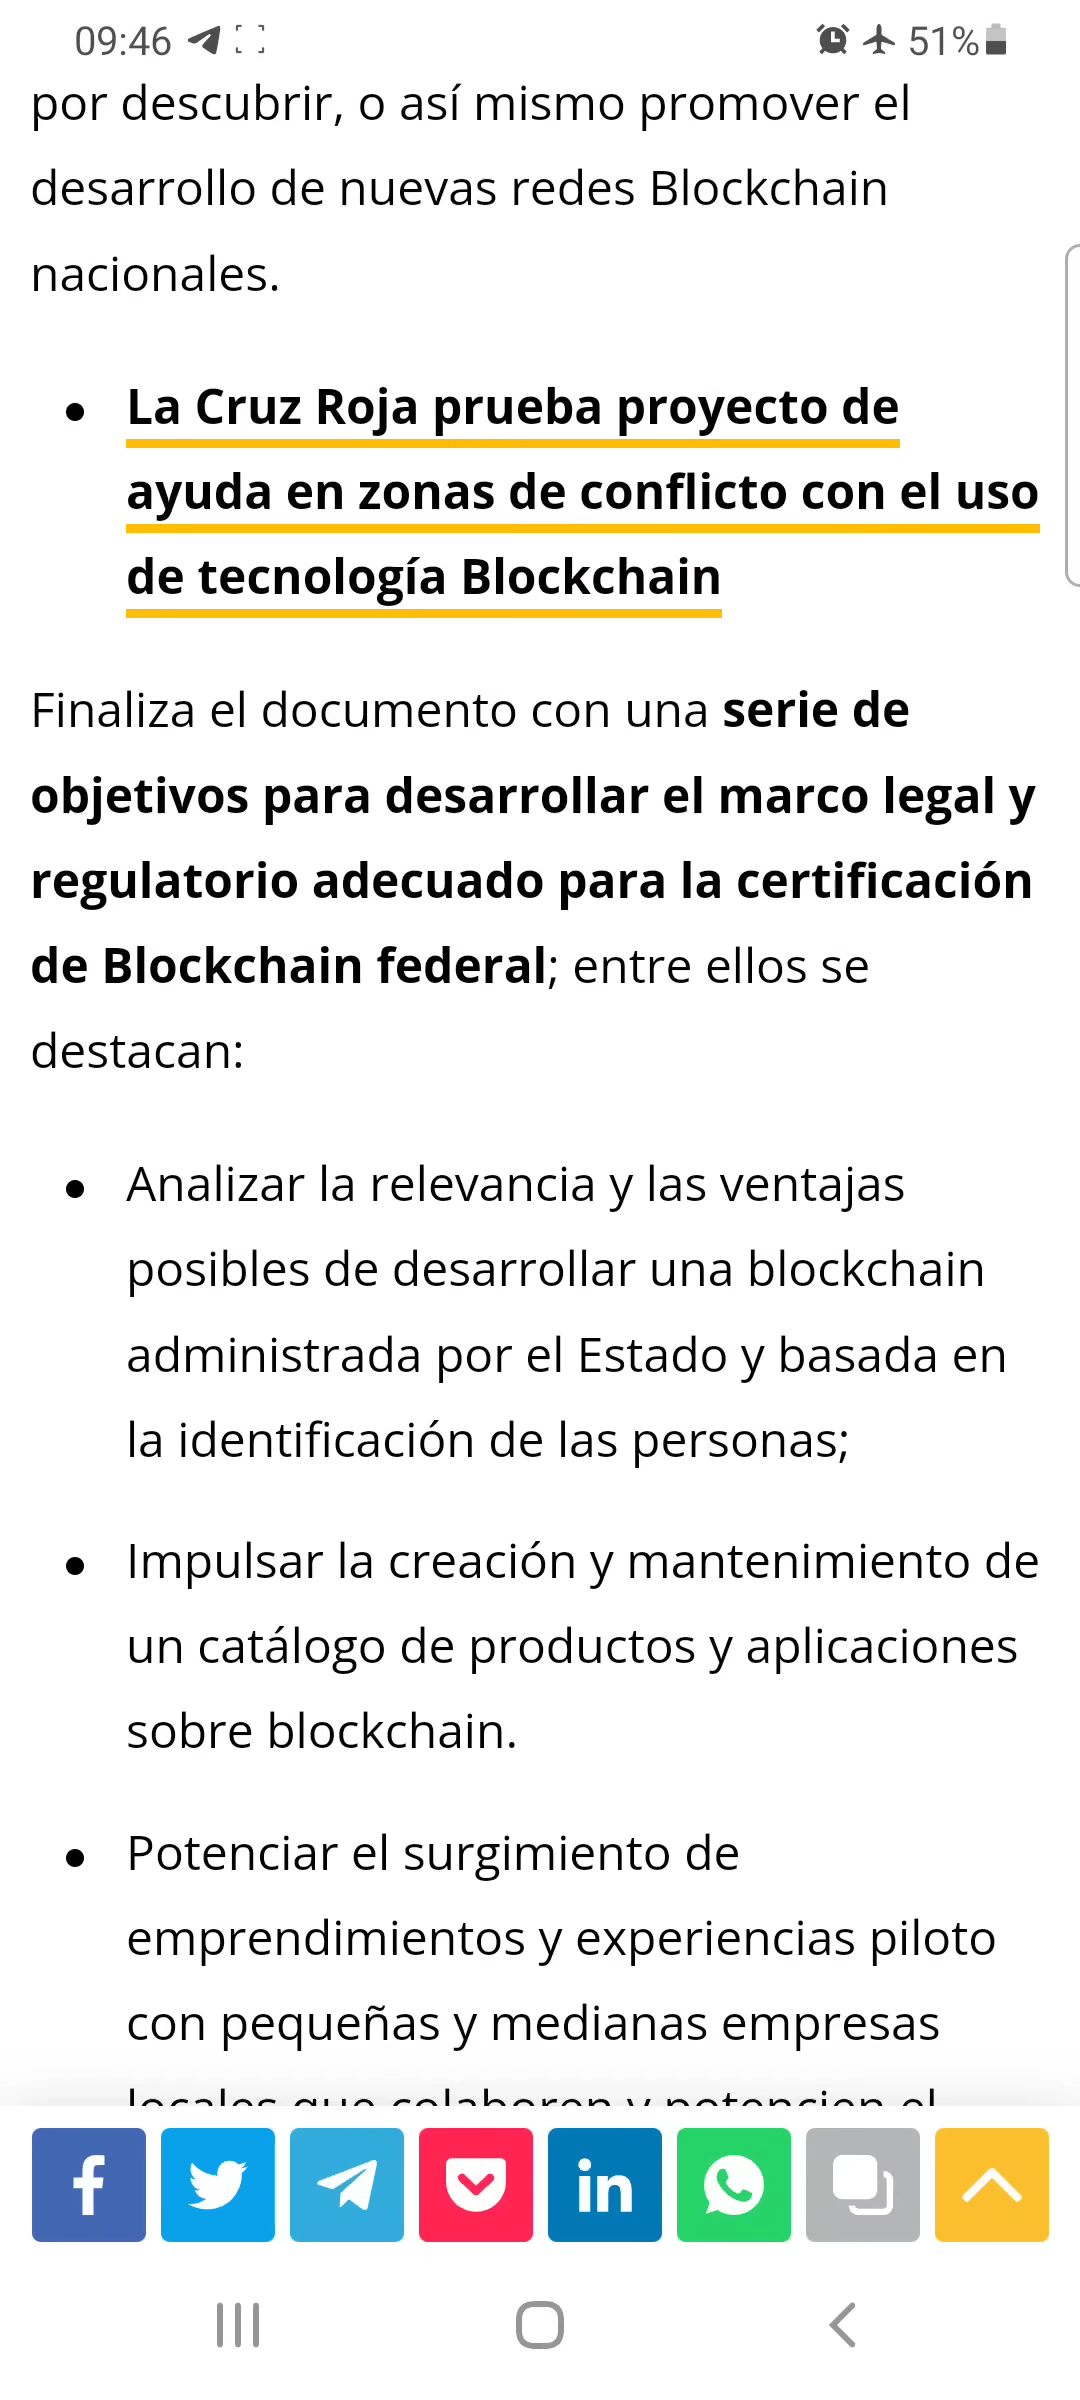 09:46
51%
por descubrir, o así mismo promover el
desarrollo de nuevas redes Blockchain
nacionales.
• La Cruz Roja prueba proyecto de
ayuda en zonas de conflicto con el uso
de tecnología Blockchain
Finaliza el documento con una serie de
objetivos para desarrollar el marco legal y
regulatorio adecuado para la certificación
de Blockchain federal; entre ellos se
destacan:
• Analizar la relevancia y las ventajas
posibles de desarrollar una blockchain
administrada por el Estado y basada en
la identificación de las personas;
• Impulsar la creación y mantenimiento de
un catálogo de productos y aplicaciones
sobre blockchain.
• Potenciar el surgimiento de
emprendimientos y experiencias piloto
con pequeñas y medianas empresas
locales que colaboren y potencien el